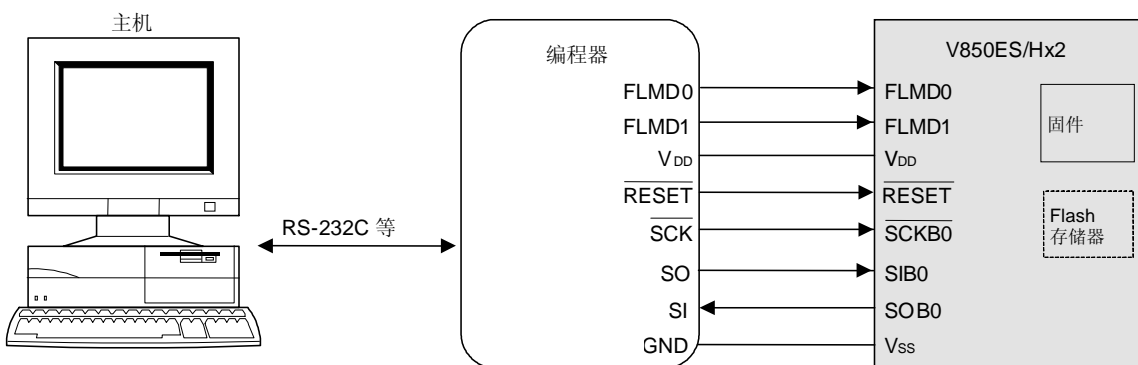 主机
RS-232C 等
编程器
FLMD0
FLMD1
VDD
RESET
SCK
SO
SI
GND
V850ES/Hx2
FLMD0
FLMD1
VDD
RESET
SCKB0
SIB0
SOB0
VSS
固件
Flash
存储器